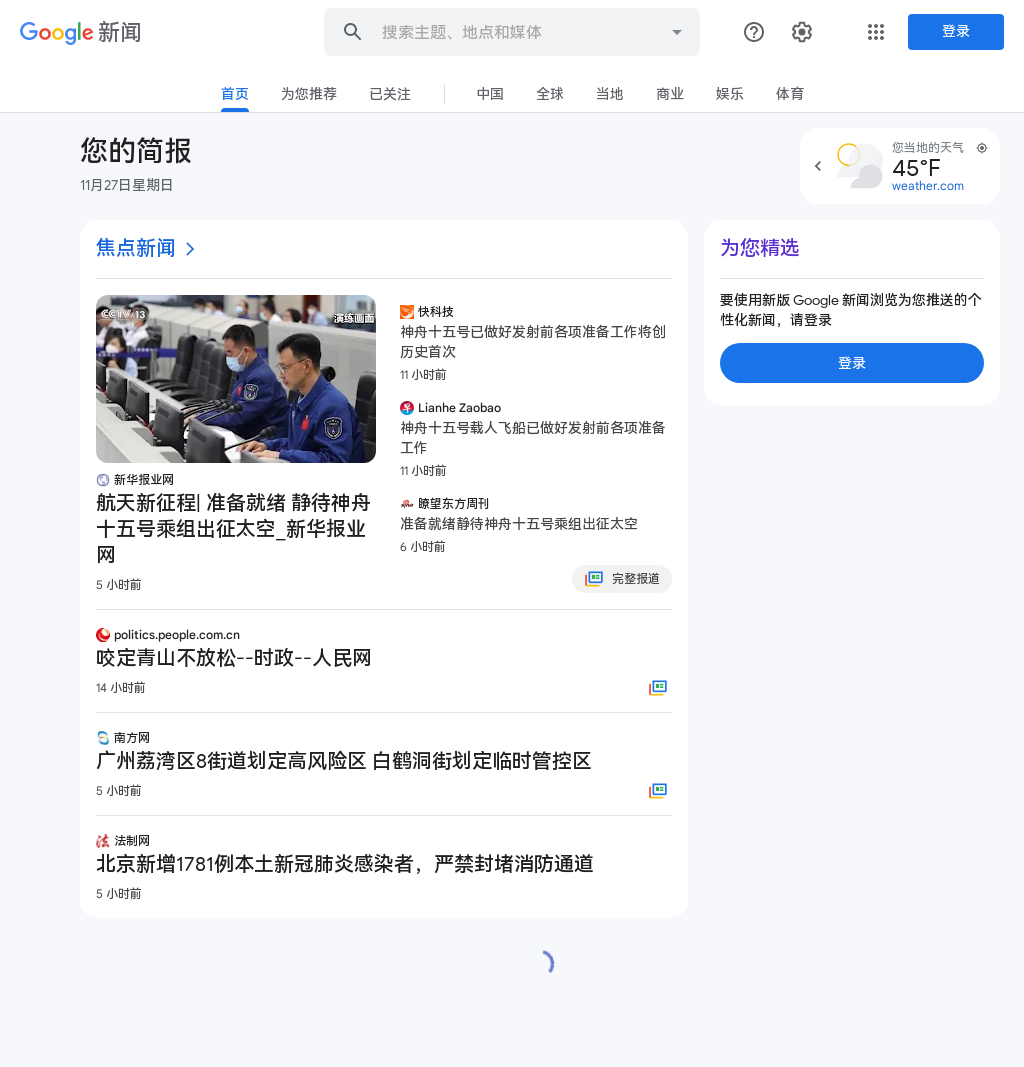 Google 新闻
搜索主题、地点和媒体
登录
首页
为您推荐
已关注
中国
全球
当地
商业
娱乐
体育
您的简报
11月27日星期日
您当地的天气
45°F
weather.com
焦点新闻
CCTV 13
演练画面
新华报业网
航天新征程| 准备就绪 静待神舟
十五号乘组出征太空_新华报业
网
5 小时前
快科技
神舟十五号已做好发射前各项准备工作将创
历史首次
11 小时前
Lianhe Zaobao
神舟十五号载人飞船已做好发射前各项准备
工作
11 小时前
瞭望东方周刊
准备就绪静待神舟十五号乘组出征太空
6 小时前
完整报道
politics.people.com.cn
咬定青山不放松--时政--人民网
14 小时前
南方网
广州荔湾区8街道划定高风险区 白鹤洞街划定临时管控区
5 小时前
法制网
北京新增1781例本土新冠肺炎感染者，严禁封堵消防通道
5 小时前
为您精选
要使用新版 Google 新闻浏览为您推送的个
性化新闻，请登录
登录